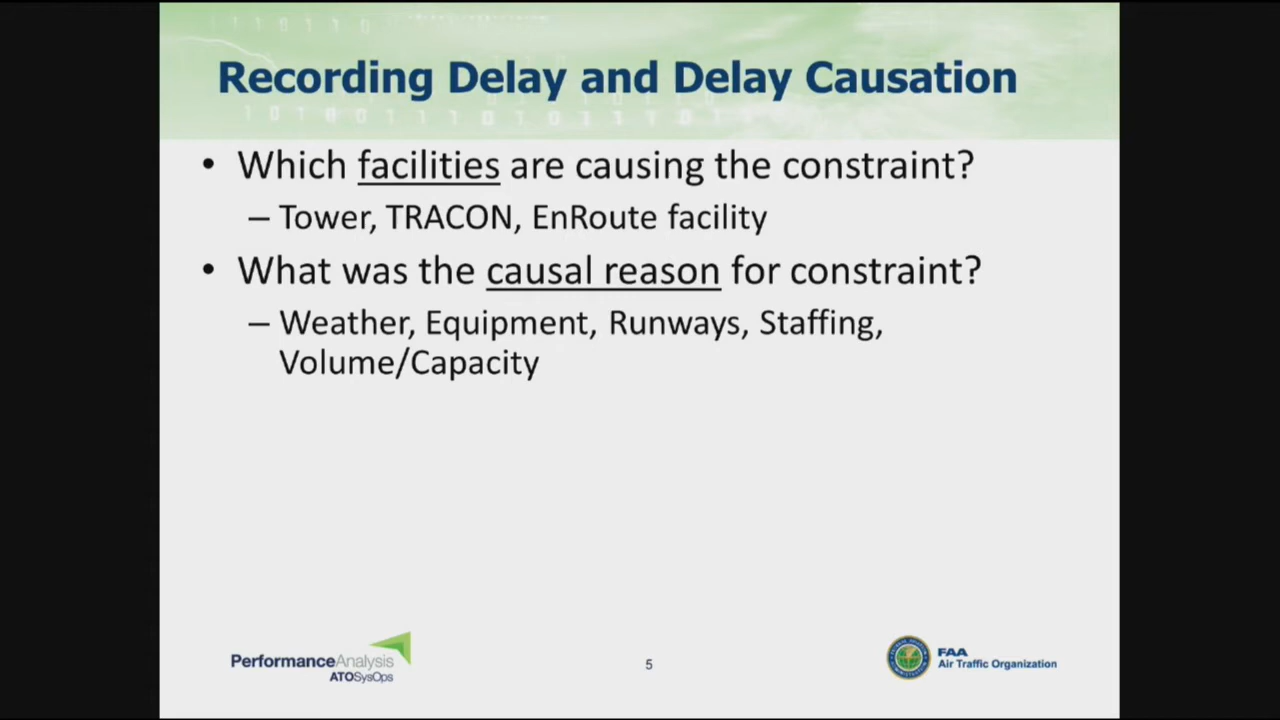 Recording Delay and Delay Causation
• Which facilities are causing the constraint?
– Tower, TRACON, EnRoute facility
• What was the causal reason for constraint?
– Weather, Equipment, Runways, Staffing,
Volume/Capacity
PerformanceAnalysis
ATOSysOps
5
FAA
Air Traffic Organization